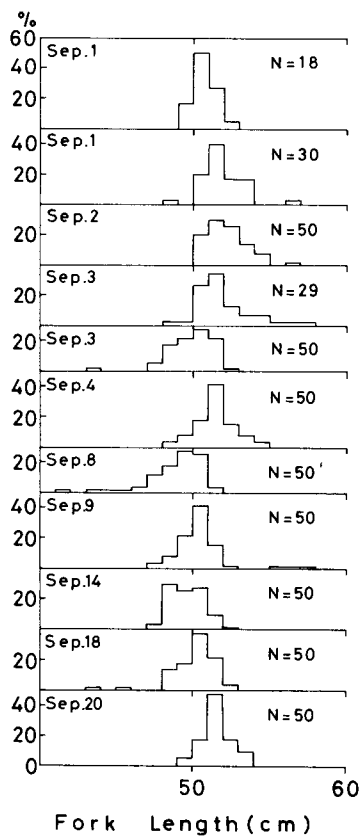 %
60
Sep.1
N=18
40
20
Sep.1
N=30
40
20
Sep.2
N=50
20
Sep.3
N=29
20
Sep.3
N=50
20
Sep.4
N=50
40
20
Sep.8
N=50'
20
Sep.9
N=50
40
20
Sep.14
N=50
20
Sep.18
N=50
20
Sep.20
N=50
40
20
0
50
60
Fork Length(cm)